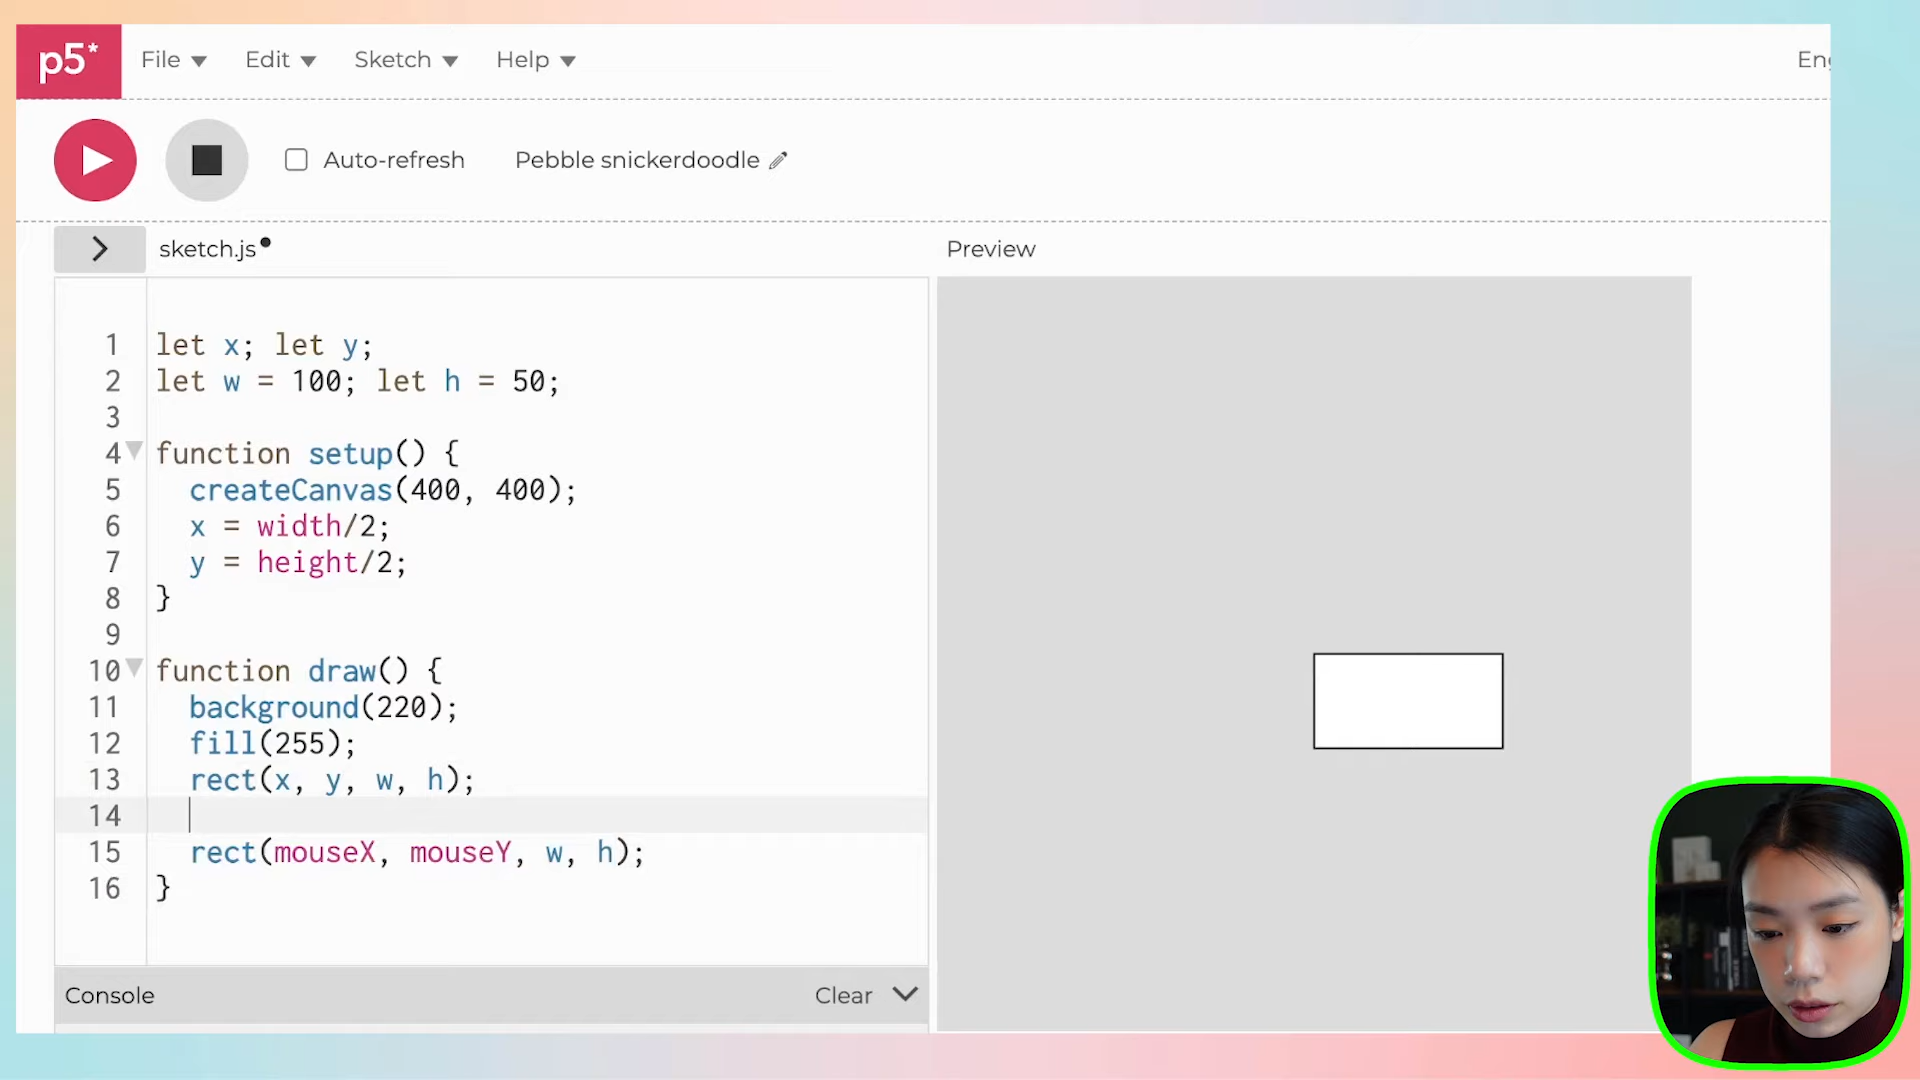 p5* File Edit Sketch Help Eng
Auto-refresh Pebble snickerdoodle
sketch.js Preview
1 let x; let y;
2 let w = 100; let h = 50;
3
4 function setup() {
5 createCanvas(400, 400);
6 x = width/2;
7 y = height/2;
8 }
9
10 function draw() {
11 background(220);
12 fill(255);
13 rect(x, y, w, h);
14
15 rect(mouseX, mouseY, w, h);
16 }
Console Clear